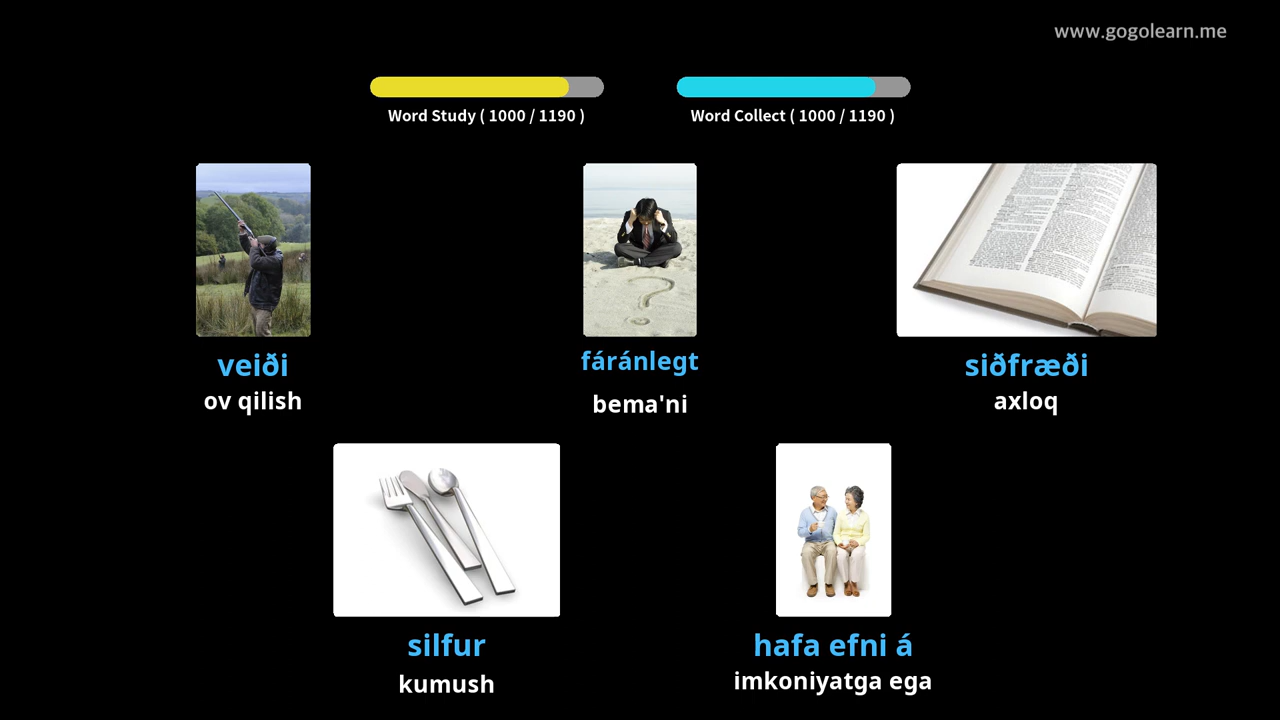 www.gogolearn.me
Word Study ( 1000 / 1190 )
Word Collect ( 1000 / 1190 )
veiði
fáránlegt
siðfræði
ov qilish
bema'ni
axloq
silfur
hafa efni á
kumush
imkoniyatga ega